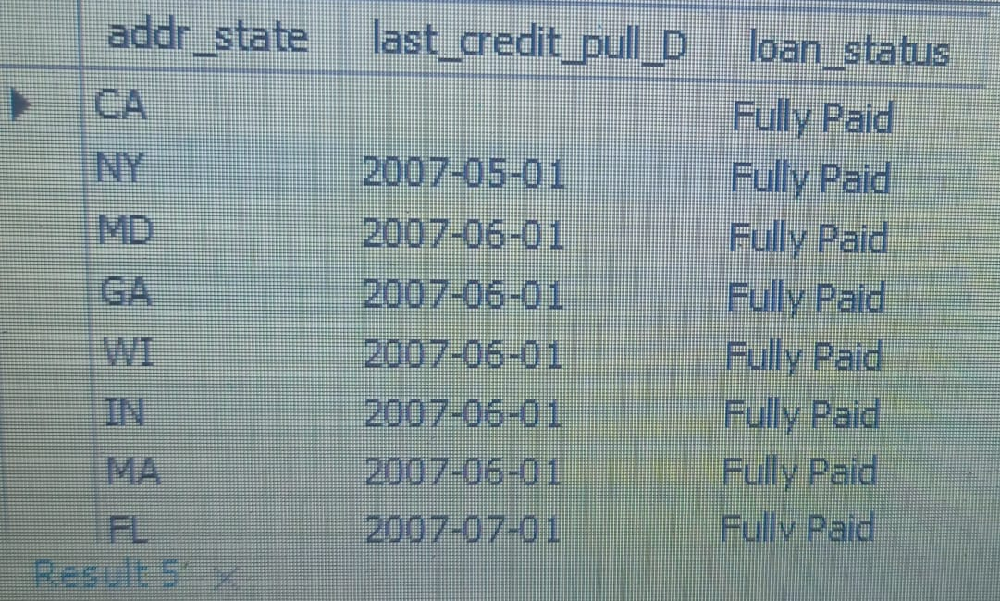 addr_state last_credit_pull_D loan_status
CA Fully Paid
NY 2007-05-01 Fully Paid
MD 2007-06-01 Fully Paid
GA 2007-06-01 Fully Paid
WI 2007-06-01 Fully Paid
IN 2007-06-01 Fully Paid
MA 2007-06-01 Fully Paid
FL 2007-07-01 Fully Paid
Result 5